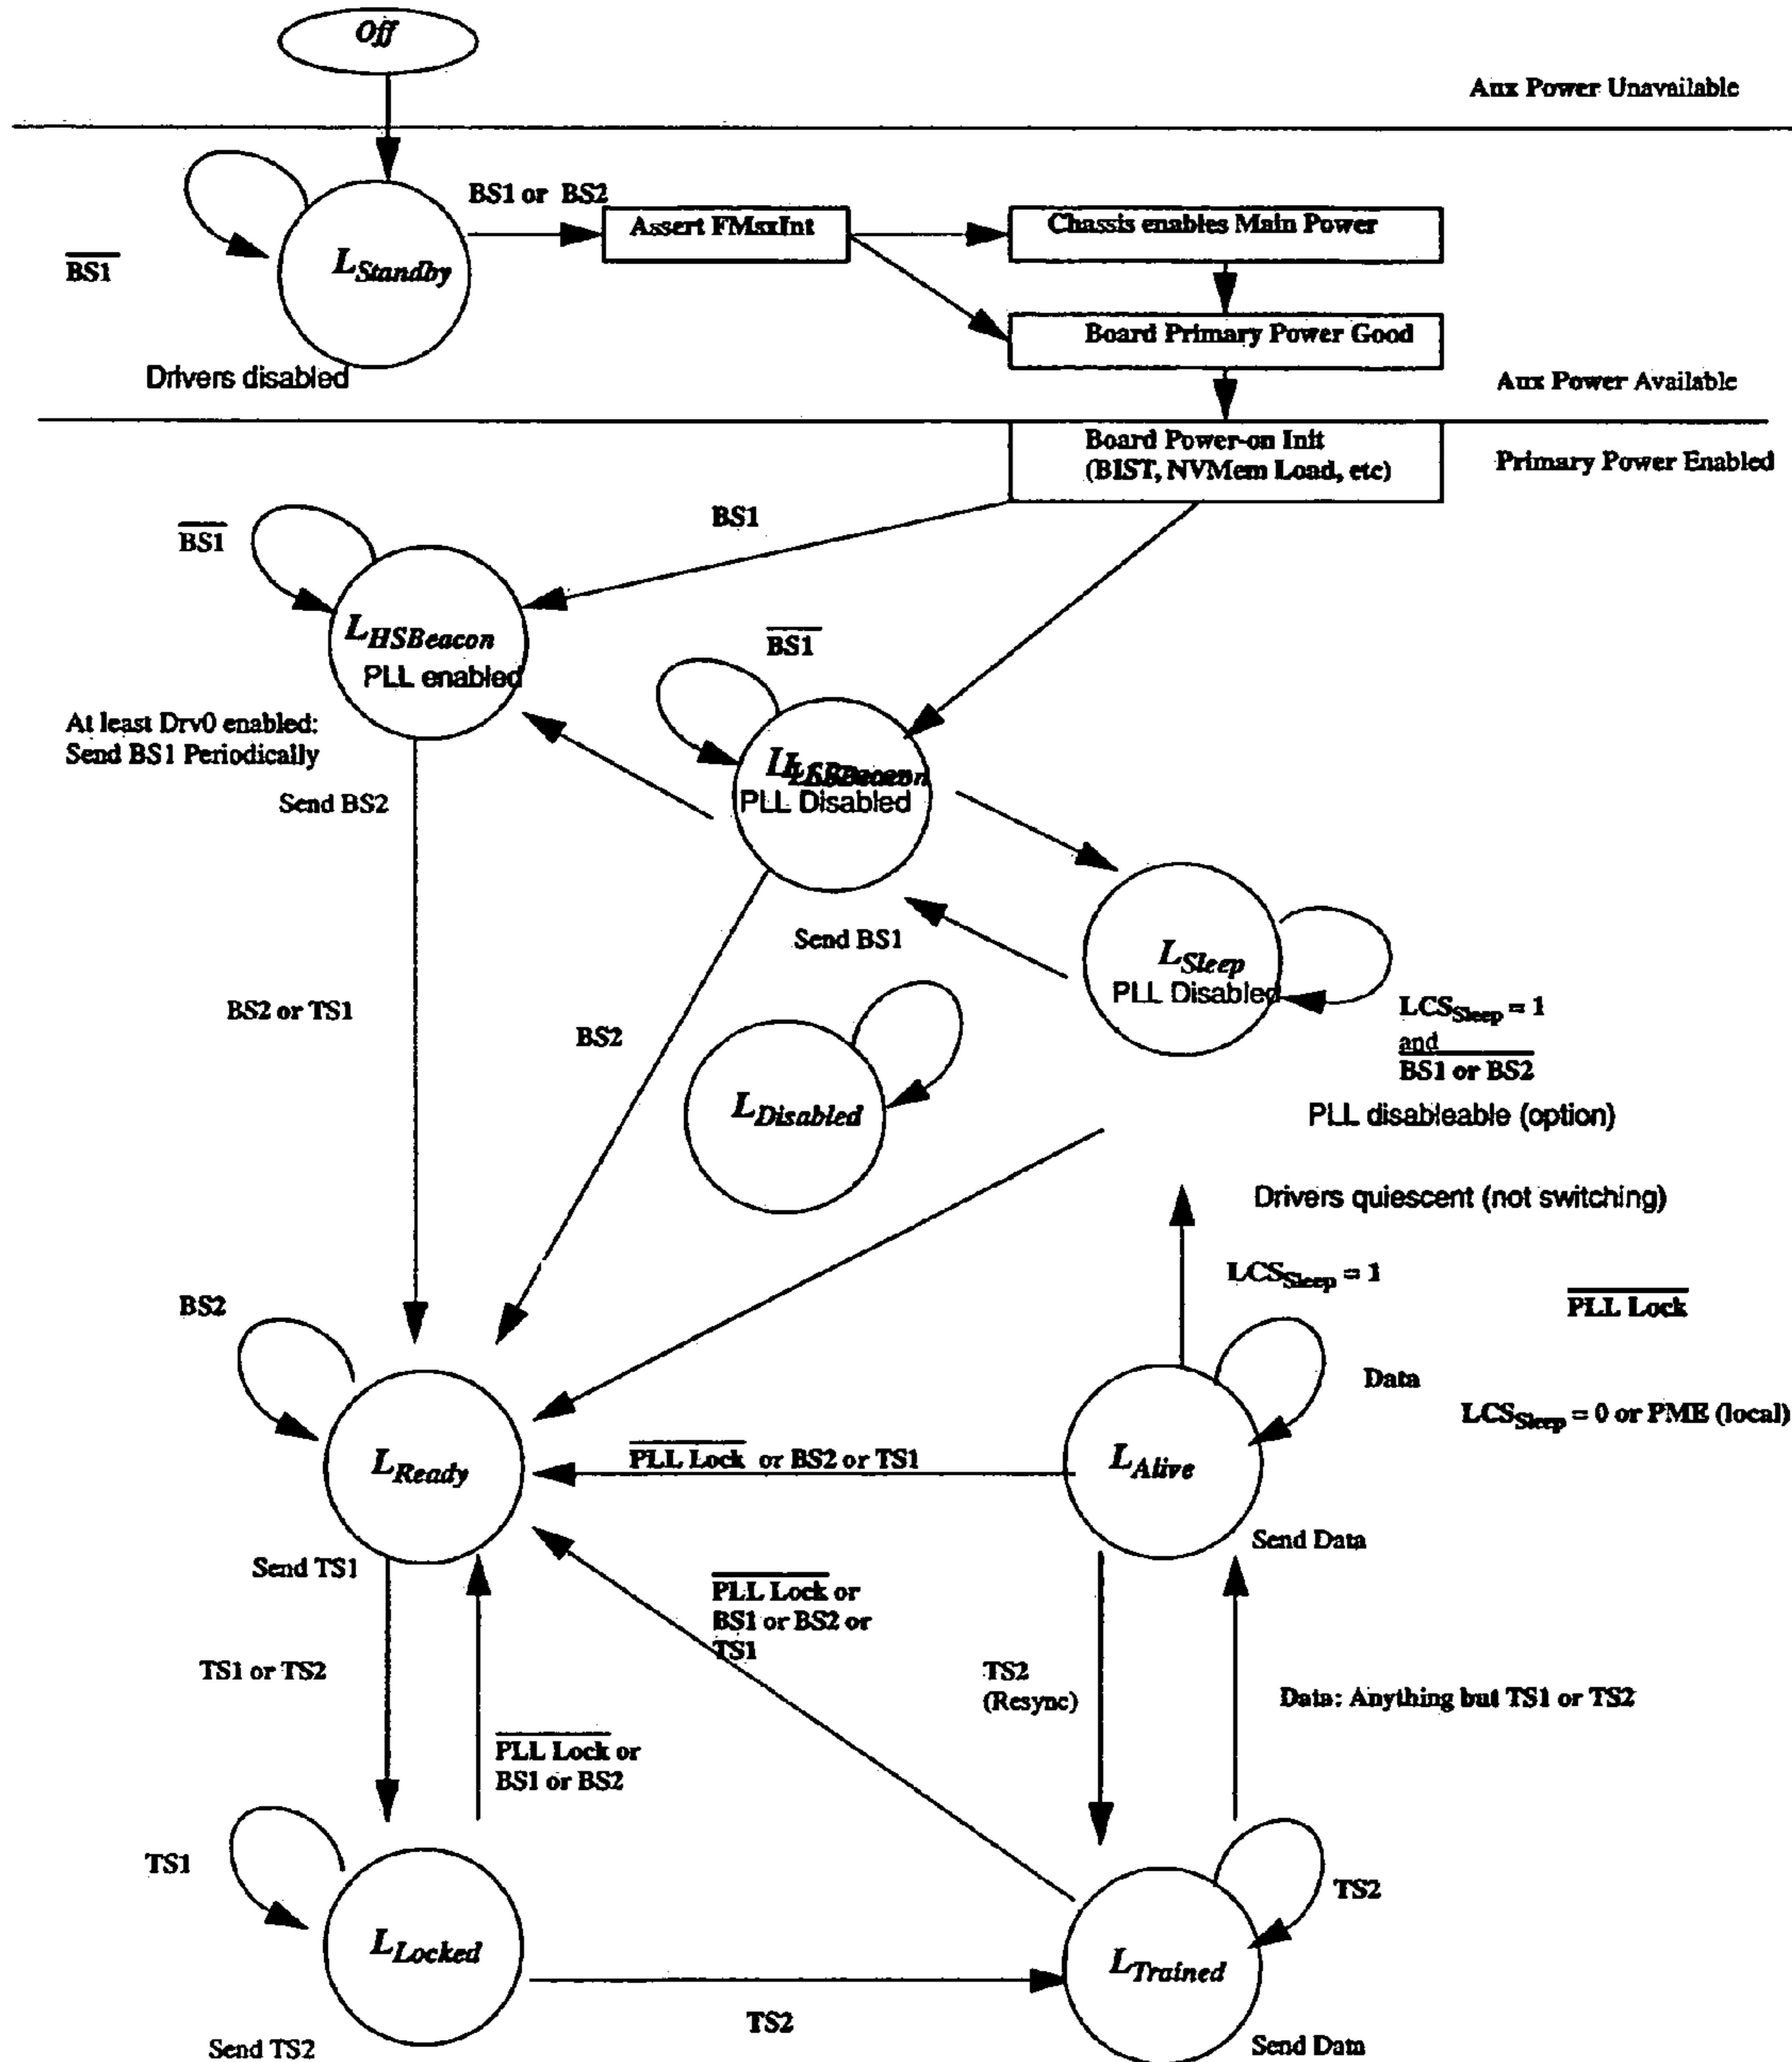 Off
Aux Power Unavailable
BS1 or BS2
Assert FMsxInt
Chassis enables Main Power
BS1
LStandby
Board Primary Power Good
Drivers disabled
Aux Power Available
Board Power-on Init
(BIST, NVMem Load, etc)
Primary Power Enabled
BS1
BS1
LHSBeacon
PLL enabled
BS1
At least Drv0 enabled:
Send BS1 Periodically
PLL Disabled
Send BS2
Send BS1
LSleep
PLL Disabled
BS2 or TS1
BS2
LCSSleep = 1
and
BS1 or BS2
LDisabled
PLL disableable (option)
Drivers quiescent (not switching)
LCSSleep = 1
BS2
PLL Lock
Data
LCSSleep = 0 or PME (local)
LReady
PLL Lock or BS2 or TS1
LAlive
Send TS1
Send Data
PLL Lock or
BS1 or BS2 or
TS1
TS1 or TS2
TS2
(Resync)
Data: Anything but TS1 or TS2
PLL Lock or
BS1 or BS2
TS1
TS2
LLocked
LTrained
TS2
Send TS2
Send Data